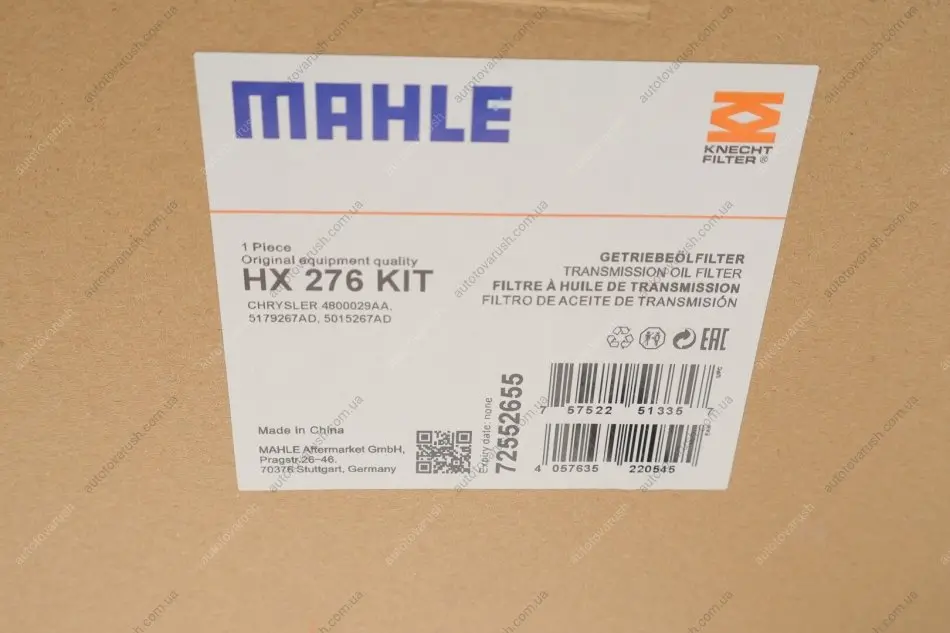 MAHLE
KNECHT
FILTER ®
1 Piece
Original equipment quality
HX 276 KIT
CHRYSLER 4800029AA,
5179267AD, 5015267AD
GETRIEBEÖLFILTER
TRANSMISSION OIL FILTER
FILTRE À HUILE DE TRANSMISSION
FILTRO DE ACEITE DE TRANSMISIÓN
EAC
Made in China
MAHLE Aftermarket GmbH,
Pragstr.26-46.
70376 Stuttgart, Germany
Expiry date: none
72552655
7 57522 51335 7
4 057635 220545
autotovarush.com.ua